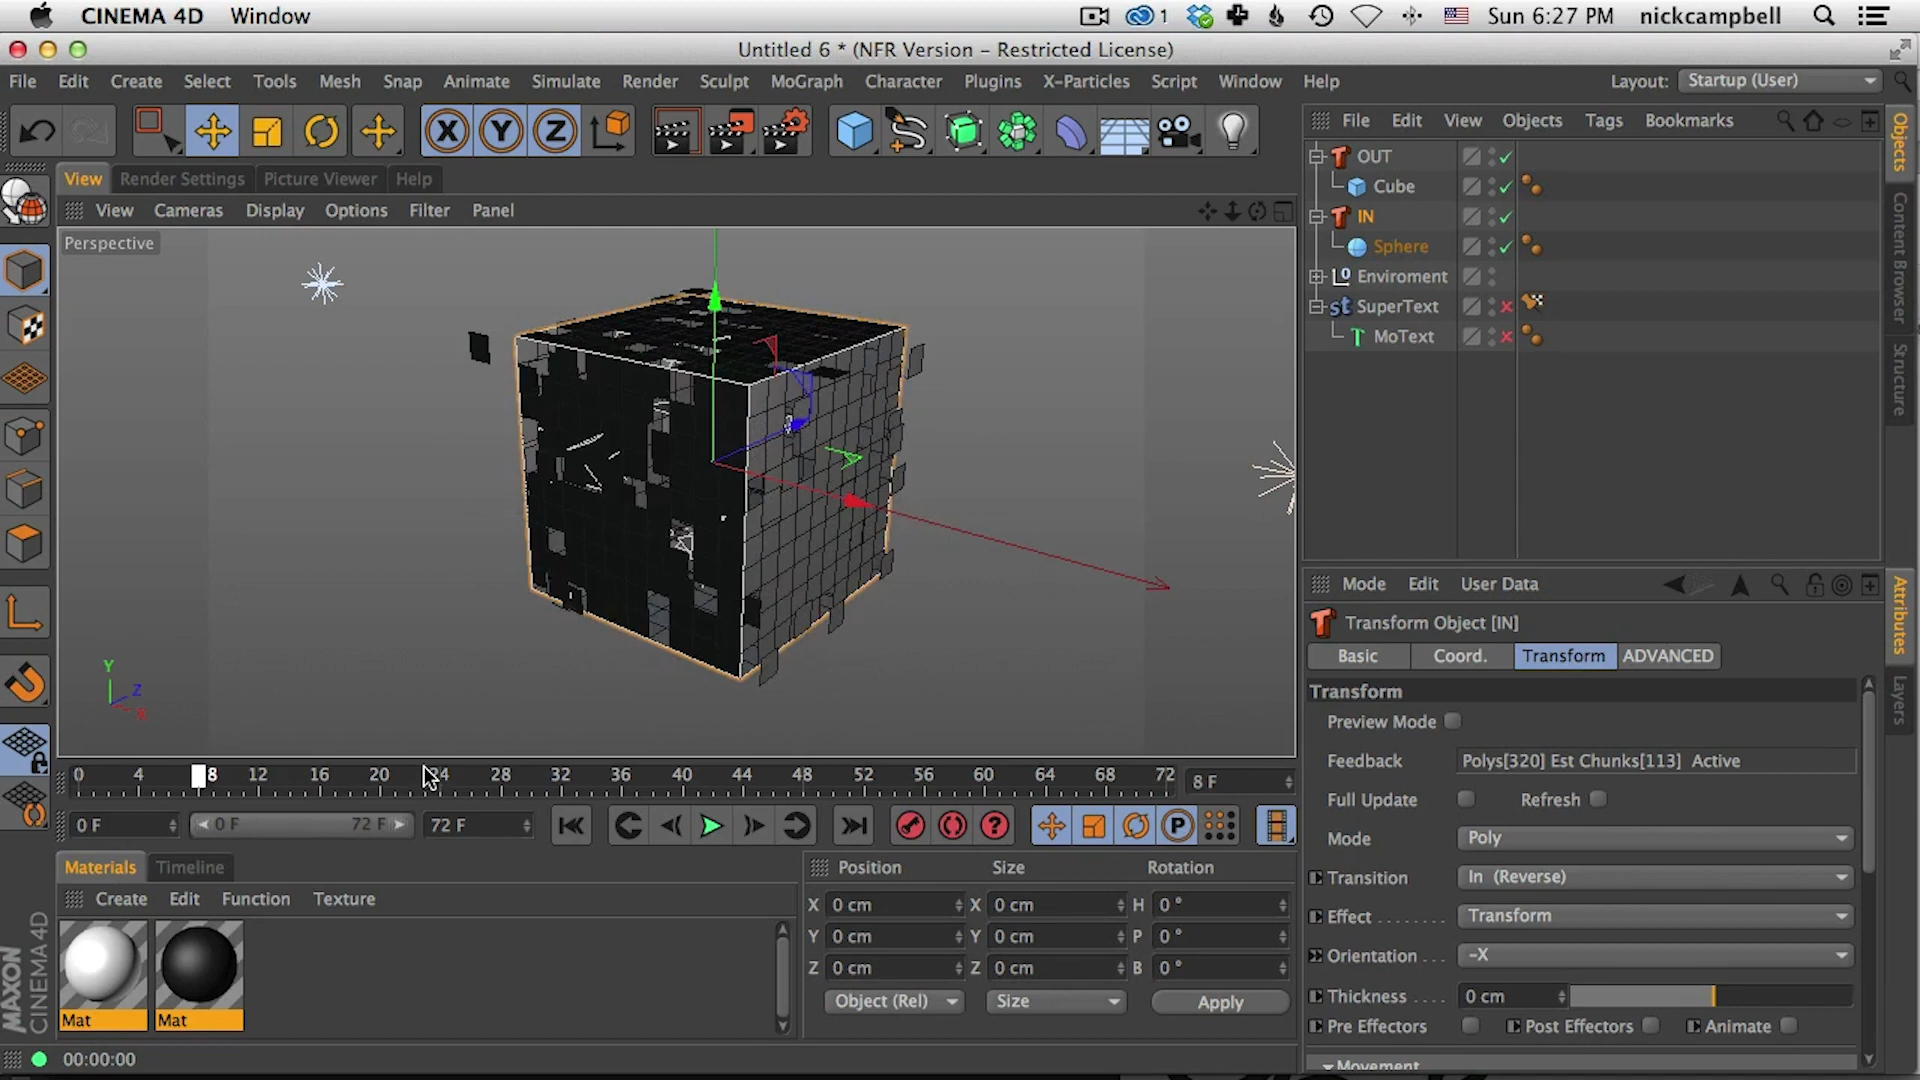 CINEMA 4D Window 1 Sun 6:27 PM nickcampbell
Untitled 6 * (NFR Version – Restricted License)
File Edit Create Select Tools Mesh Snap Animate Simulate Render Sculpt MoGraph Character Plugins X-Particles Script Window Help Layout: Startup (User)
X Y Z
File Edit View Objects Tags Bookmarks
View Render Settings Picture Viewer Help
View Cameras Display Options Filter Panel
Perspective
OUT
Cube
IN
Sphere
Enviroment
SuperText
MoText
Objects
Content Browser
Structure
Y
Z
X
Mode Edit User Data
Transform Object [IN]
Basic Coord. Transform ADVANCED
Transform
Preview Mode
Feedback Polys[320] Est Chunks[113] Active
Full Update Refresh
Mode Poly
Transition In (Reverse)
Effect Transform
Orientation -X
Thickness 0 cm
Pre Effectors Post Effectors Animate
Movement
Attributes
Layers
0 4 8 12 16 20 24 28 32 36 40 44 48 52 56 60 64 68 72 8 F
0 F 0 F 72 F 72 F
P
Materials Timeline
Create Edit Function Texture
Mat Mat
Position Size Rotation
X 0 cm X 0 cm H 0 °
Y 0 cm Y 0 cm P 0 °
Z 0 cm Z 0 cm B 0 °
Object (Rel) Size Apply
MAXON
CINEMA 4D
00:00:00